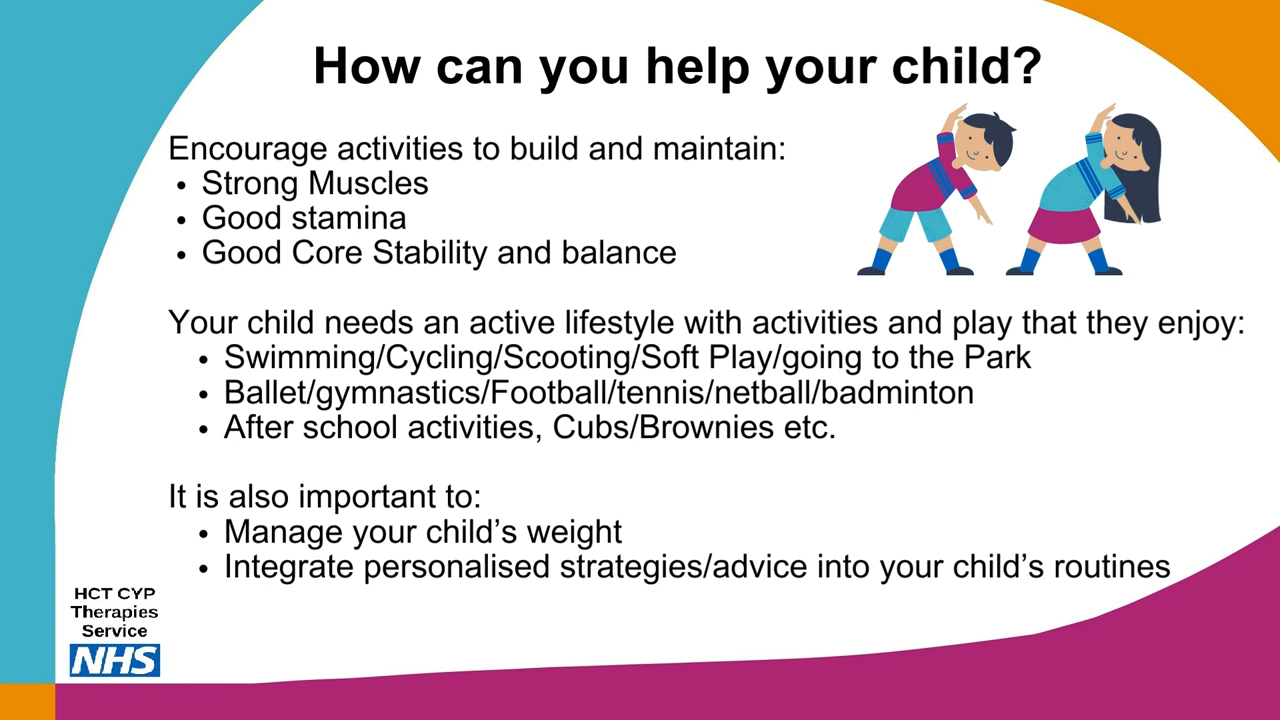 How can you help your child?
Encourage activities to build and maintain:
• Strong Muscles
• Good stamina
• Good Core Stability and balance
Your child needs an active lifestyle with activities and play that they enjoy:
• Swimming/Cycling/Scooting/Soft Play/going to the Park
• Ballet/gymnastics/Football/tennis/netball/badminton
• After school activities, Cubs/Brownies etc.
It is also important to:
• Manage your child’s weight
• Integrate personalised strategies/advice into your child’s routines
HCT CYP
Therapies
Service
NHS